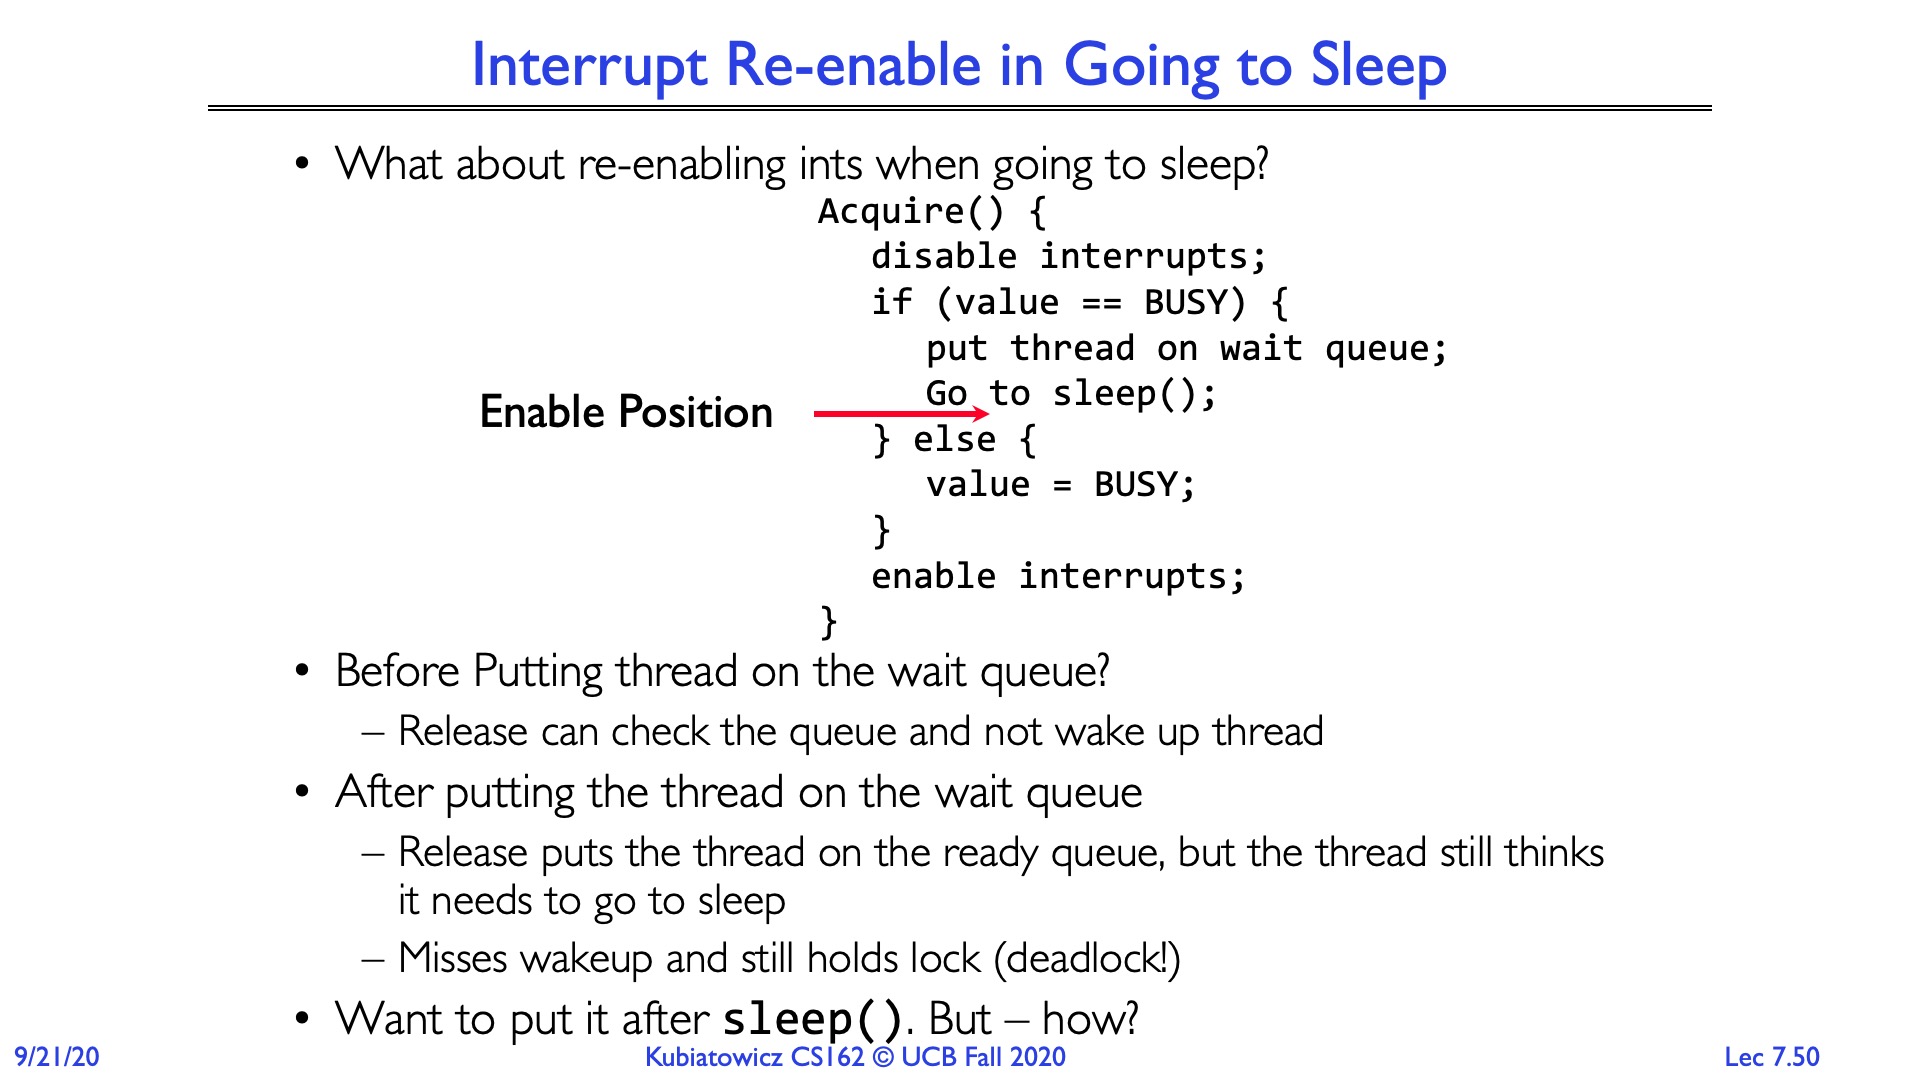 Interrupt Re-enable in Going to Sleep
• What about re-enabling ints when going to sleep?
Acquire() {
disable interrupts;
if (value == BUSY) {
put thread on wait queue;
Go to sleep();
Enable Position
} else {
value = BUSY;
}
enable interrupts;
}
• Before Putting thread on the wait queue?
– Release can check the queue and not wake up thread
• After putting the thread on the wait queue
– Release puts the thread on the ready queue, but the thread still thinks
it needs to go to sleep
– Misses wakeup and still holds lock (deadlock!)
• Want to put it after sleep(). But – how?
9/21/20
Kubiatowicz CS162 © UCB Fall 2020
Lec 7.50